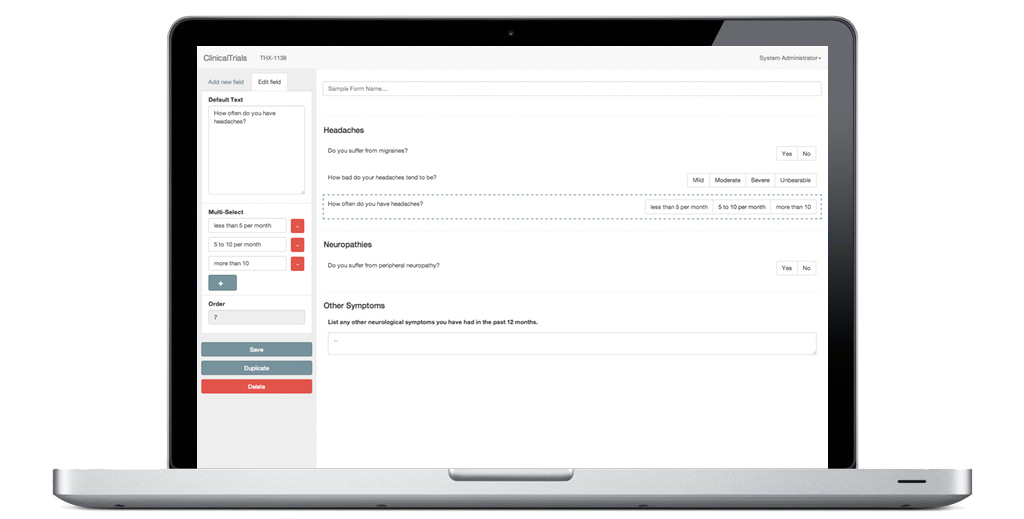 ClinicalTrials THX-1138 System Administrator
Add new field Edit field
Default Text
How often do you have
headaches?
Multi-Select
less than 5 per month -
5 to 10 per month -
more than 10 -
+
Order
7
Save
Duplicate
Delete
Sample Form Name....
Headaches
Do you suffer from migraines? Yes No
How bad do your headaches tend to be? Mild Moderate Severe Unbearable
How often do you have headaches? less than 5 per month 5 to 10 per month more than 10
Neuropathies
Do you suffer from peripheral neuropathy? Yes No
Other Symptoms
List any other neurological symptoms you have had in the past 12 months.
...